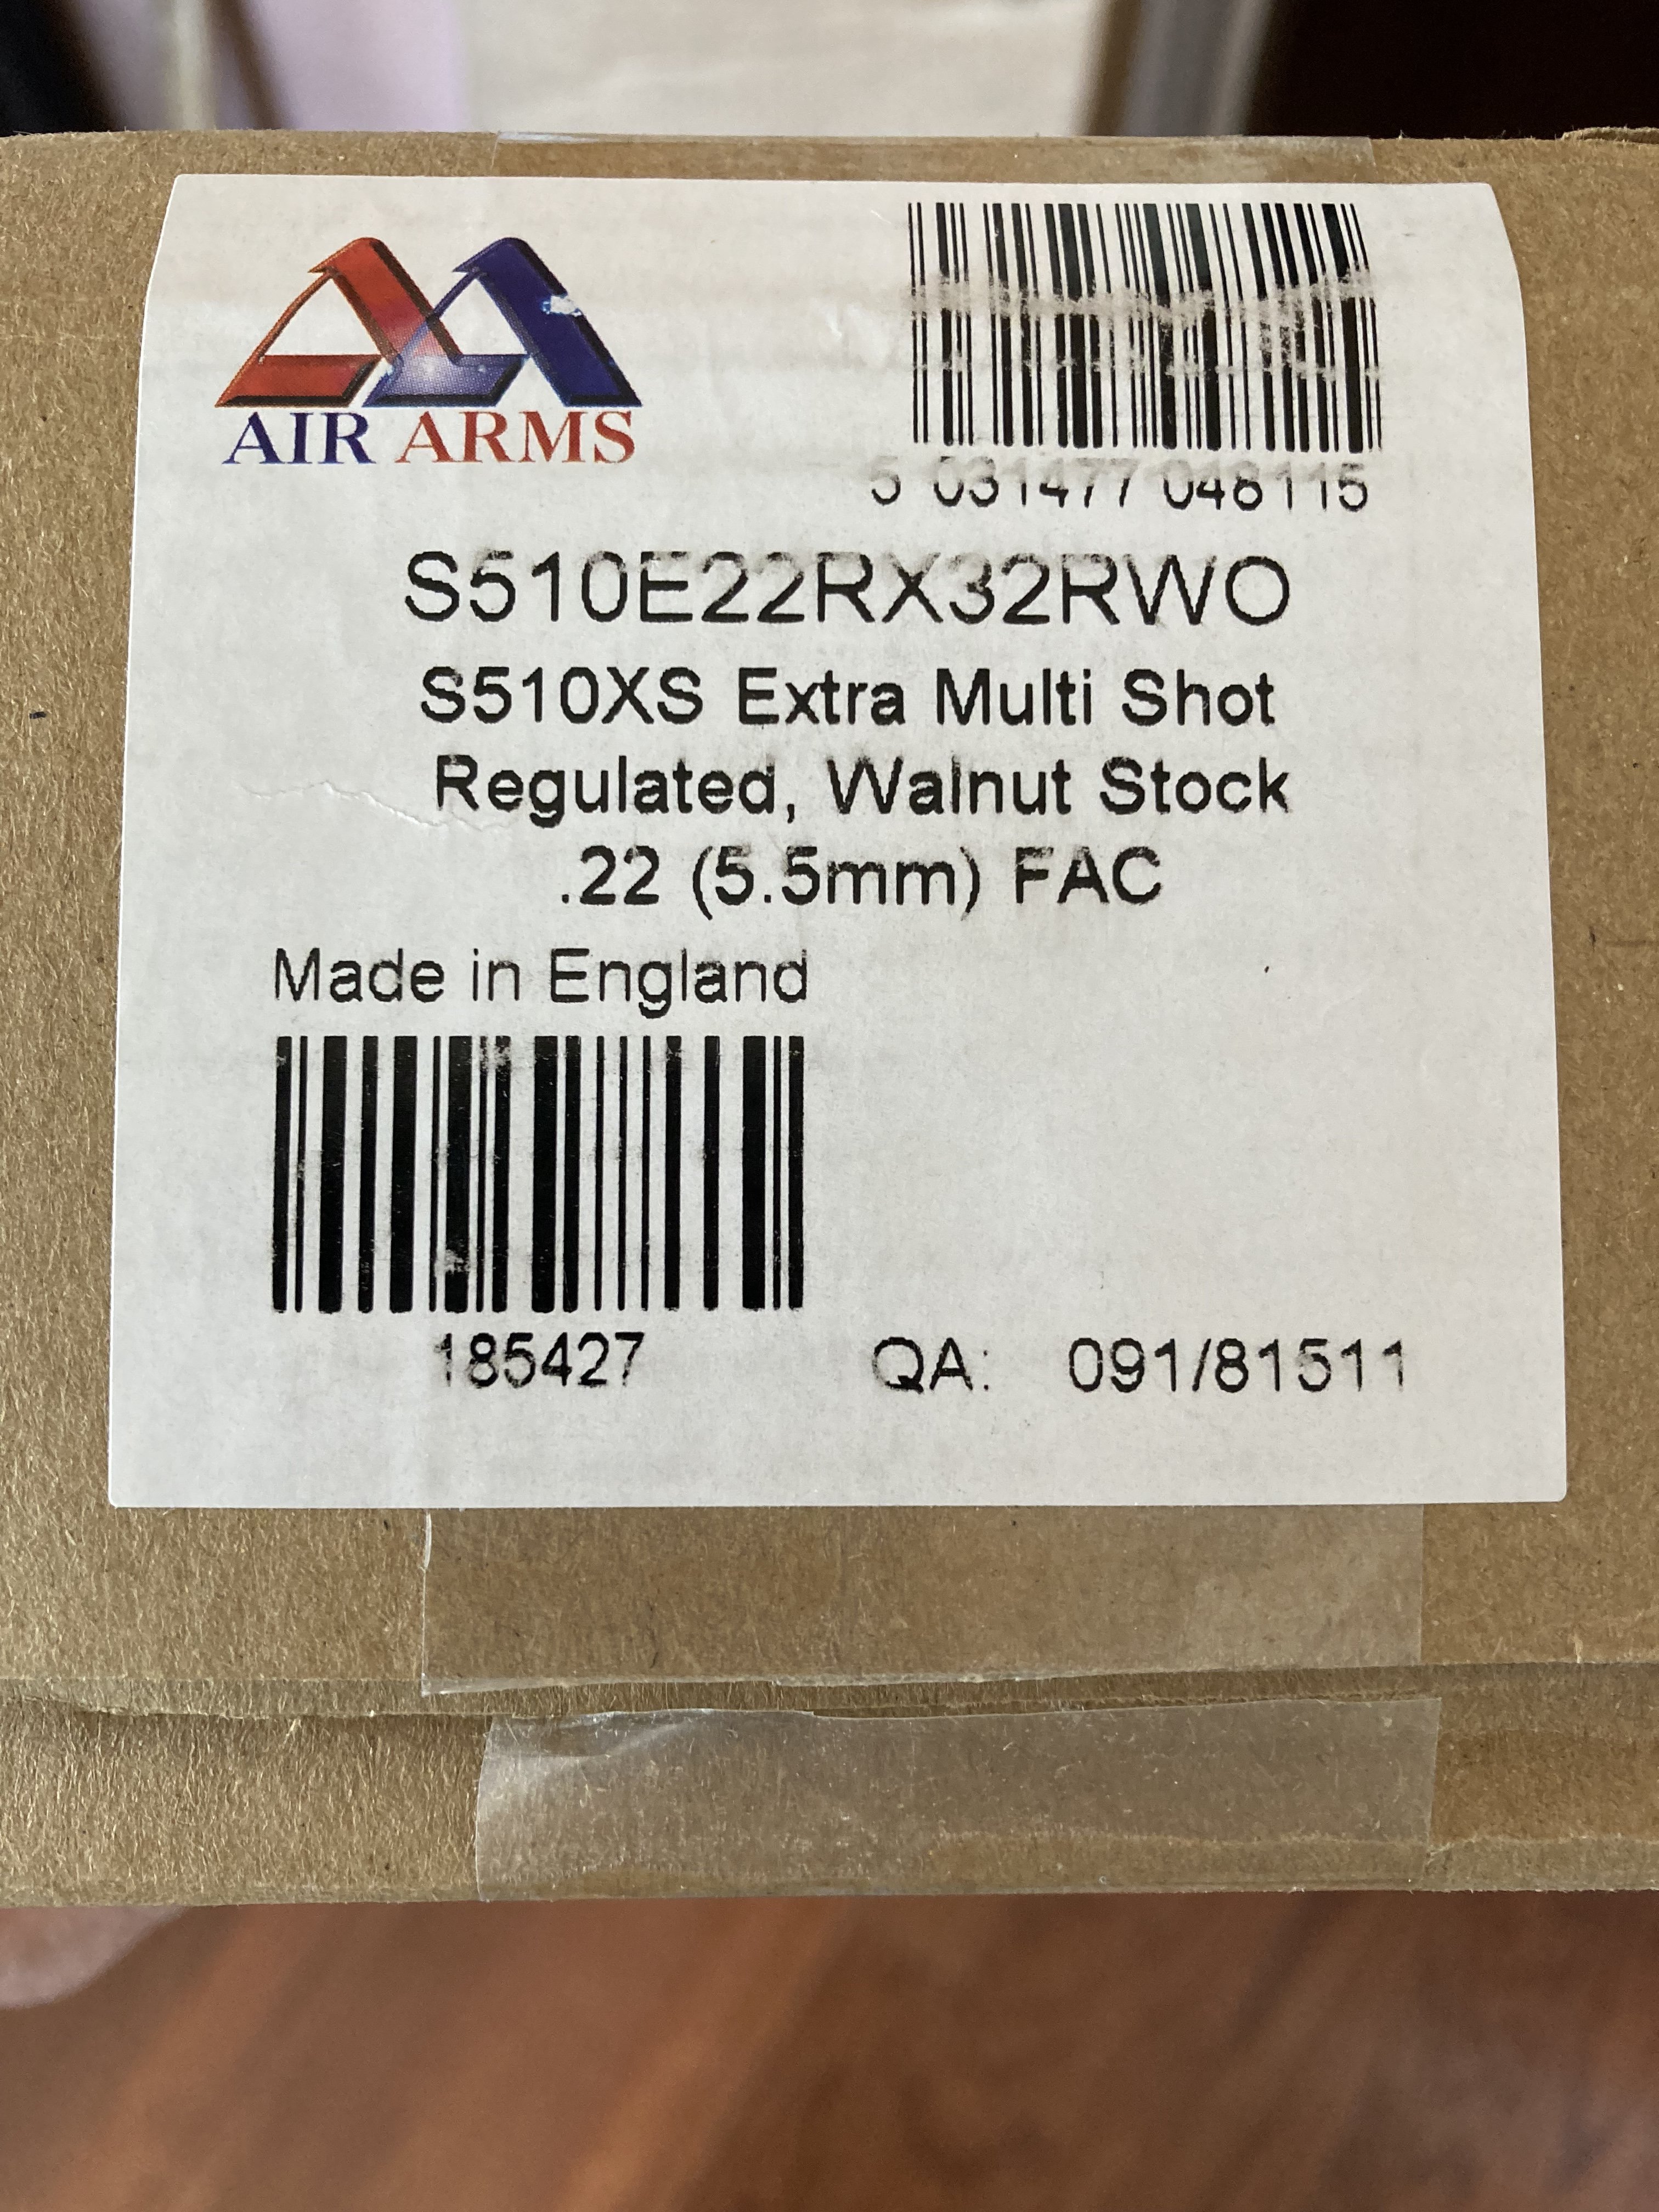 AIR ARMS
5 031477 048115
S510E22RX32RWO
S510XS Extra Multi Shot
Regulated, Walnut Stock
.22 (5.5mm) FAC
Made in England
185427
QA: 091/81511